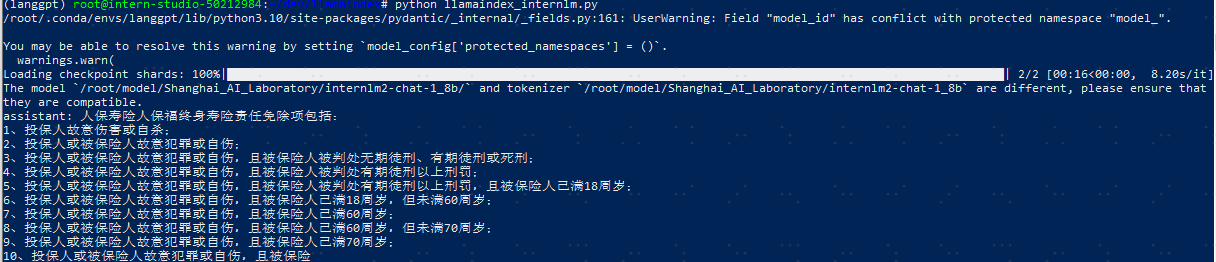 (langgpt) root@intern-studio-50212984:~/dev/llamaindex# python llamaindex_internlm.py
/root/.conda/envs/langgpt/lib/python3.10/site-packages/pydantic/_internal/_fields.py:161: UserWarning: Field "model_id" has conflict with protected namespace "model_".
You may be able to resolve this warning by setting `model_config['protected_namespaces'] = ()`.
warnings.warn(
Loading checkpoint shards: 100%| | 2/2 [00:16<00:00, 8.20s/it]
The model `/root/model/Shanghai_AI_Laboratory/internlm2-chat-1_8b/` and tokenizer `/root/model/Shanghai_AI_Laboratory/internlm2-chat-1_8b` are different, please ensure that
they are compatible.
assistant: 人保寿险人保福终身寿险责任免除项包括：
1、投保人故意伤害或自杀；
2、投保人或被保险人故意犯罪或自伤；
3、投保人或被保险人故意犯罪或自伤，且被保险人被判处无期徒刑、有期徒刑或死刑；
4、投保人或被保险人故意犯罪或自伤，且被保险人被判处有期徒刑以上刑罚；
5、投保人或被保险人故意犯罪或自伤，且被保险人被判处有期徒刑以上刑罚，且被保险人已满18周岁；
6、投保人或被保险人故意犯罪或自伤，且被保险人已满18周岁，但未满60周岁；
7、投保人或被保险人故意犯罪或自伤，且被保险人已满60周岁；
8、投保人或被保险人故意犯罪或自伤，且被保险人已满60周岁，但未满70周岁；
9、投保人或被保险人故意犯罪或自伤，且被保险人已满70周岁；
10、投保人或被保险人故意犯罪或自伤，且被保险